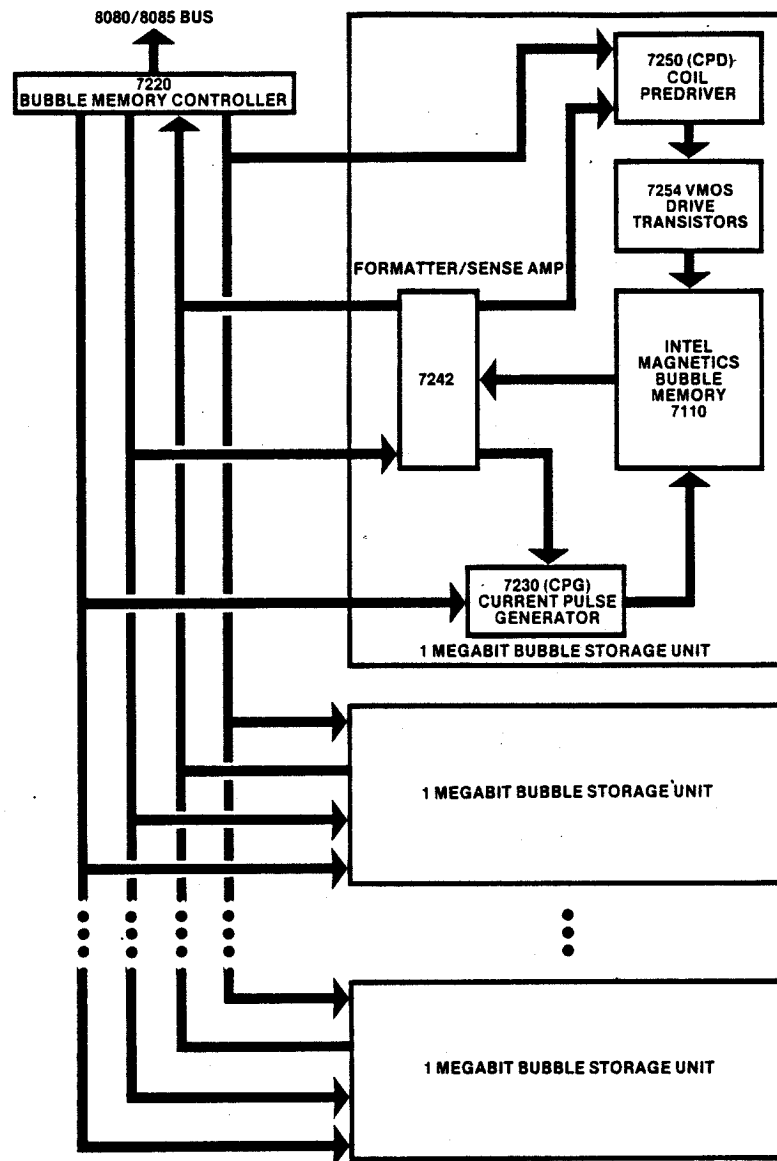 8080/8085 BUS
7220
BUBBLE MEMORY CONTROLLER
7250 (CPD)-
COIL
PREDRIVER
7254 VMOS
DRIVE
TRANSISTORS
FORMATTER/SENSE AMP
7242
INTEL
MAGNETICS
BUBBLE
MEMORY
7110
7230 (CPG)
CURRENT PULSE
GENERATOR
1 MEGABIT BUBBLE STORAGE UNIT
1 MEGABIT BUBBLE STORAGE UNIT
1 MEGABIT BUBBLE STORAGE UNIT